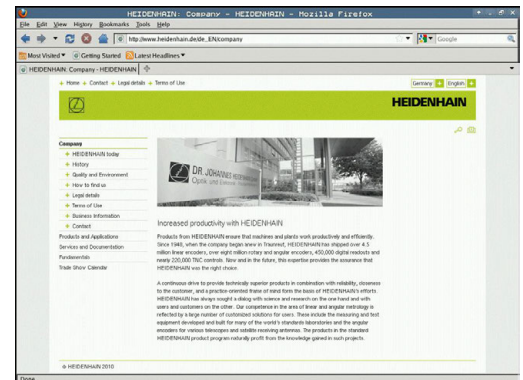 HEIDENHAIN: Company - HEIDENHAIN - Mozilla Firefox
File Edit View History Bookmarks Tools Help
http://www.heidenhain.de/de_EN/company
Google
Most Visited Getting Started Latest Headlines
HEIDENHAIN: Company - HEIDENHAIN
Home Contact Legal details Terms of Use
Germany English
HEIDENHAIN
Company
HEIDENHAIN today
History
Quality and Environment
How to find us
Legal details
Terms of Use
Business Information
Contact
Products and Applications
Services and Documentation
Fundamentals
Trade Show Calendar
DR. JOHANNES HEIDENHAIN
Optik und Elektronik
Increased productivity with HEIDENHAIN
Products from HEIDENHAIN ensure that machines and plants work productively and efficiently.
Since 1948, when the company began anew in Traunreut, HEIDENHAIN has shipped over 4.5
million linear encoders, over eight million rotary and angular encoders, 450,000 digital readouts and
nearly 220,000 TNC controls. Now and in the future, this expertise provides the assurance that
HEIDENHAIN was the right choice.
A continuous drive to provide technically superior products in combination with reliability, closeness
to the customer, and a practice-oriented frame of mind form the basis of HEIDENHAIN's efforts.
HEIDENHAIN has always sought a dialog with science and research on the one hand and with
users and customers on the other. Our competence in the area of linear and angular metrology is
reflected by a large number of customized solutions for users. These include the measuring and test
equipment developed and built for many of the world's standards laboratories and the angular
encoders for various telescopes and satellite receiving antennas. The products in the standard
HEIDENHAIN product program naturally profit from the knowledge gained in such projects.
© HEIDENHAIN 2010
Done